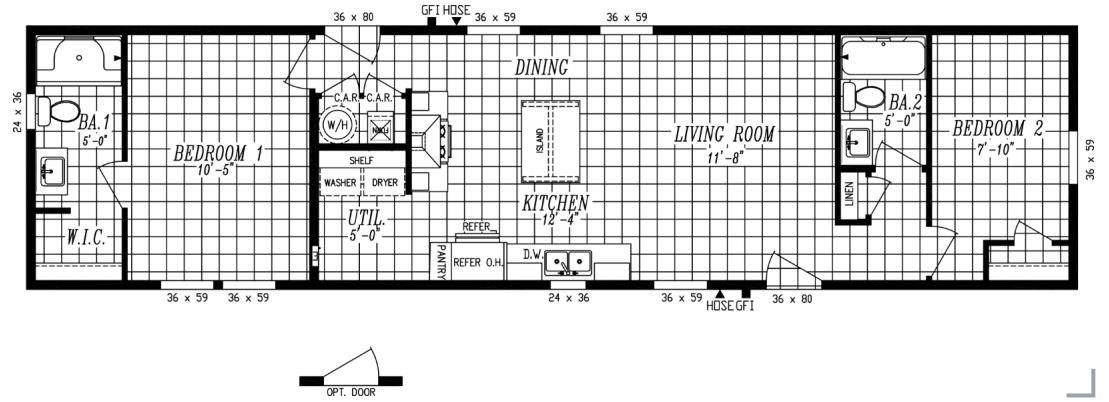 GFI HOSE
36 x 80
36 x 59
36 x 59
24 x 36
BA.1
5'-0"
W.I.C.
BEDROOM 1
10'-5"
C.A.R.
C.A.R.
W/H
FURN
SHELF
WASHER
DRYER
UTIL.
5'-0"
DINING
ISLAND
KITCHEN
12'-4"
REFER
PANTRY
REFER O.H.
D.W.
LIVING ROOM
11'-8"
BA.2
5'-0"
LINEN
BEDROOM 2
7'-10"
36 x 59
36 x 59
36 x 59
24 x 36
36 x 59
36 x 80
HOSE GFI
OPT. DOOR